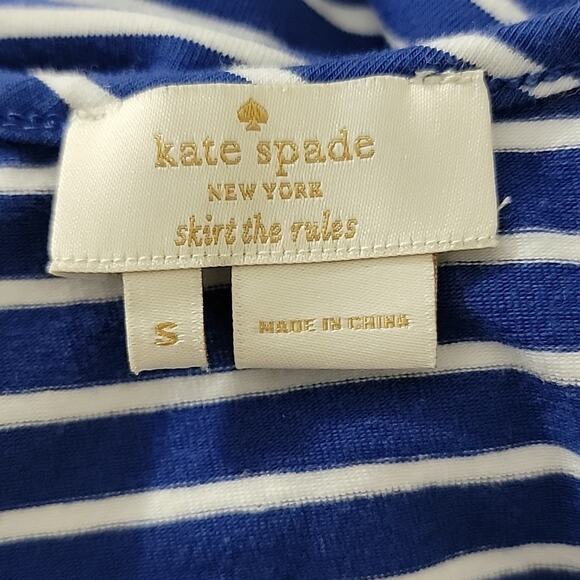 kate spade
NEW YORK
skirt the rules
S
MADE IN CHINA